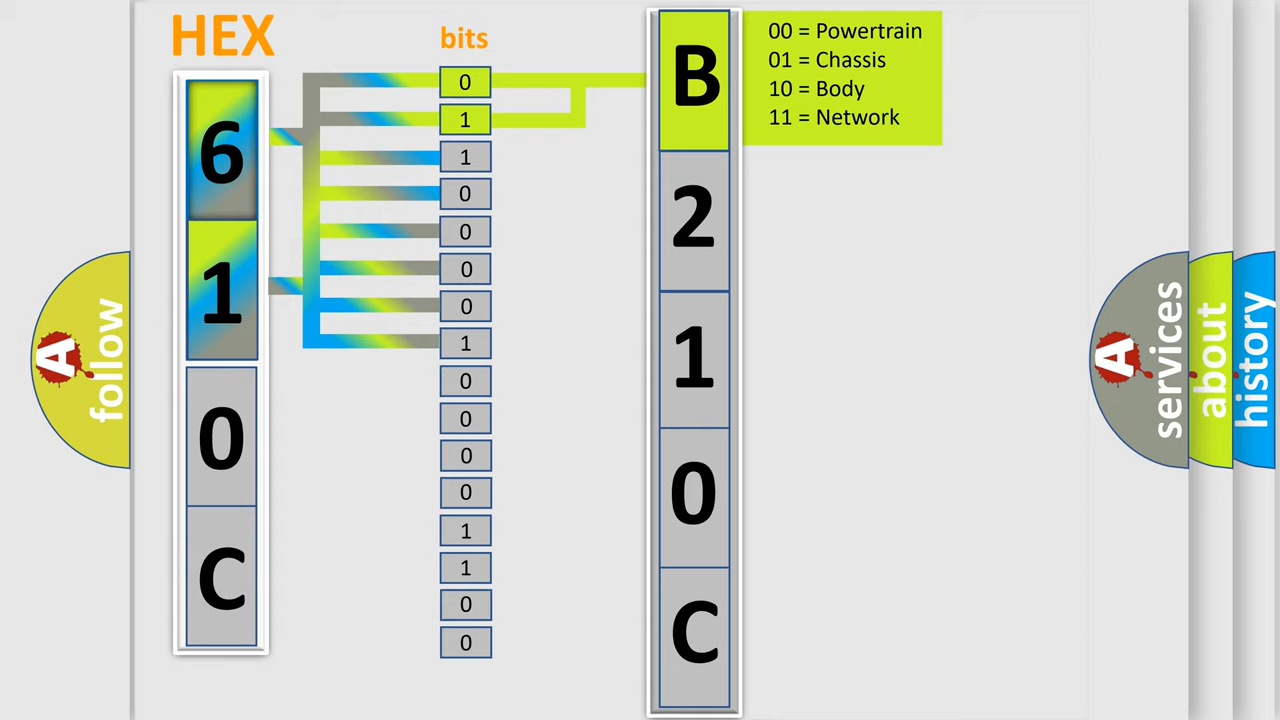 HEX
bits
6
1
0
C
0
1
1
0
0
0
0
1
0
0
0
0
1
1
0
0
B
2
1
0
C
00 = Powertrain
01 = Chassis
10 = Body
11 = Network
A
follow
A
services
about
history